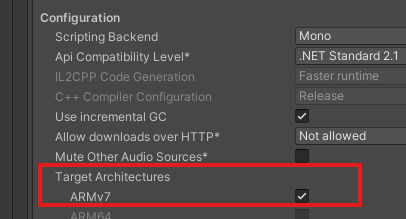 Configuration
Scripting Backend Mono
Api Compatibility Level* .NET Standard 2.1
IL2CPP Code Generation Faster runtime
C++ Compiler Configuration Release
Use incremental GC
Allow downloads over HTTP* Not allowed
Mute Other Audio Sources*
Target Architectures
ARMv7
ARM64